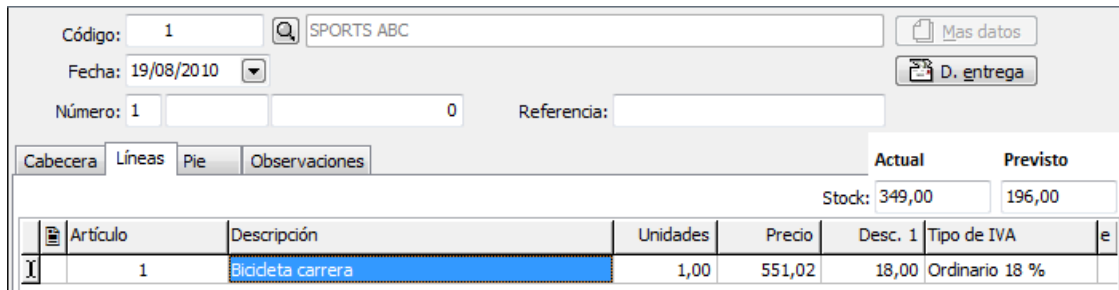 Código: 1 SPORTS ABC Mas datos
Fecha: 19/08/2010 D. entrega
Número: 1 0 Referencia:
Cabecera Líneas Pie Observaciones Actual Previsto
Stock: 349,00 196,00
Artículo Descripción Unidades Precio Desc. 1 Tipo de IVA e
1 Bicicleta carrera 1,00 551,02 18,00 Ordinario 18 %